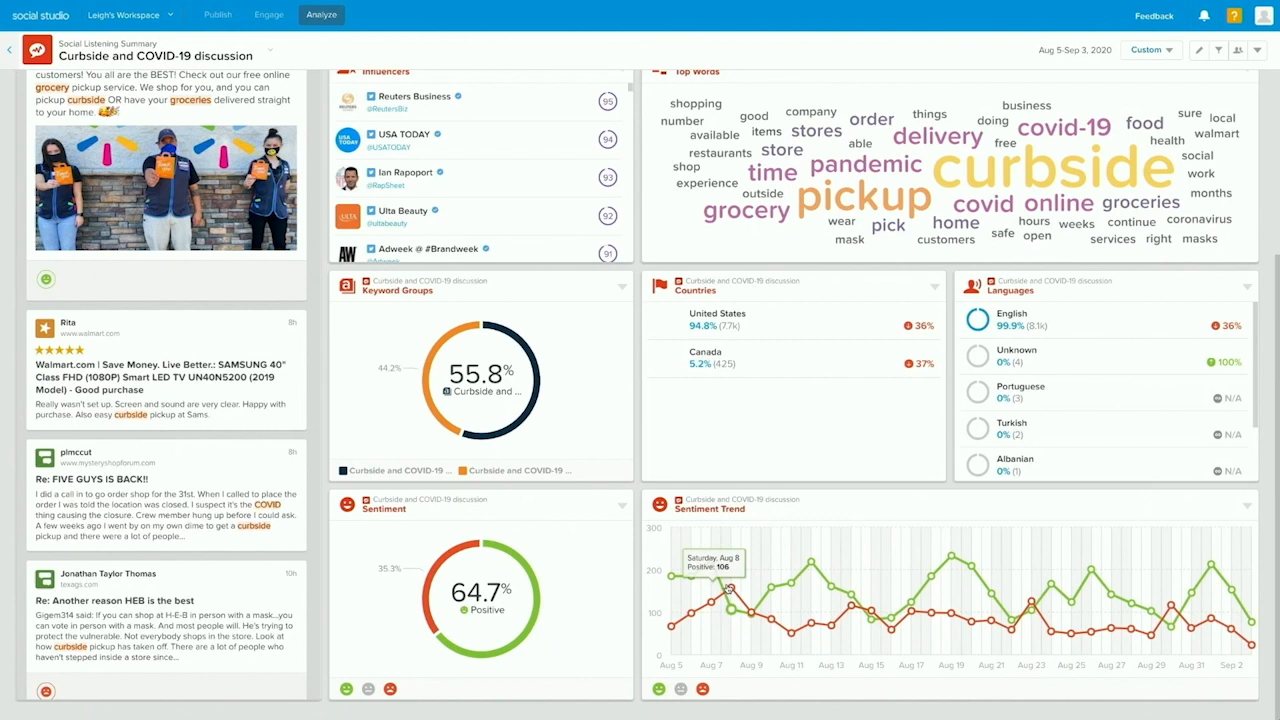 social studio
Leigh's Workspace
Publish
Engage
Analyze
Feedback
?
Social Listening Summary
Curbside and COVID-19 discussion
Aug 5-Sep 3, 2020
Custom
customers! You all are the BEST! Check out our free online
grocery pickup service. We shop for you, and you can
pickup curbside OR have your groceries delivered straight
to your home.
Rita
8h
www.walmart.com
Walmart.com | Save Money. Live Better.: SAMSUNG 40"
Class FHD (1080P) Smart LED TV UN40N5200 (2019
Model) - Good purchase
Really wasn't set up. Screen and sound are very clear. Happy with
purchase. Also easy curbside pickup at Sams.
plmccut
8h
www.mysteryshopforum.com
Re: FIVE GUYS IS BACK!!
I did a call in to go order shop for the 31st. When I called to place the
order I was told the location was closed. I suspect it's the COVID
thing causing the closure. Crew member hung up before I could ask.
A few weeks ago I went by on my own dime to get a curbside
pickup and there were a lot of people...
Jonathan Taylor Thomas
10h
texags.com
Re: Another reason HEB is the best
Gigem314 said: If you can shop at H-E-B in person with a mask...you
can vote in person with a mask. And most people will. He's trying to
protect the vulnerable. Not everybody shops in the store. Look at
how curbside pickup has taken off. There are a lot of people who
haven't stepped inside a store since...
Influencers
Reuters Business
@ReutersBiz
95
USA TODAY
USA TODAY
@USATODAY
94
Ian Rapoport
@RapSheet
93
ULTA
Ulta Beauty
@ultabeauty
92
AW
Adweek @ #Brandweek
@Adweek
91
Top Words
shopping
number
good
company
order
things
doing
business
sure
local
available
items
stores
able
delivery
free
covid-19
food
health
walmart
restaurants
store
shop
time
pandemic
curbside
social
work
experience
outside
pickup
covid
online
groceries
months
grocery
wear
pick
home
hours
weeks
continue
coronavirus
mask
customers
safe
open
services
right
masks
Curbside and COVID-19 discussion
Keyword Groups
44.2%
55.8%
Curbside and ...
Curbside and COVID-19 ...
Curbside and COVID-19 ...
Curbside and COVID-19 discussion
Countries
United States
94.8% (7.7k)
36%
Canada
5.2% (425)
37%
Curbside and COVID-19 discussion
Languages
English
99.9% (8.1k)
36%
Unknown
0% (4)
100%
Portuguese
0% (3)
N/A
Turkish
0% (2)
N/A
Albanian
0% (1)
N/A
Curbside and COVID-19 discussion
Sentiment
35.3%
64.7%
Positive
Curbside and COVID-19 discussion
Sentiment Trend
300
200
100
0
Saturday, Aug 8
Positive: 106
Aug 5
Aug 7
Aug 9
Aug 11
Aug 13
Aug 15
Aug 17
Aug 19
Aug 21
Aug 23
Aug 25
Aug 27
Aug 29
Aug 31
Sep 2